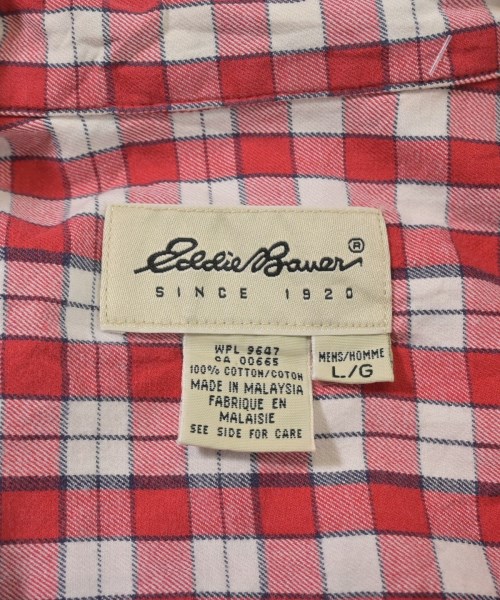 Eddie Bauer®
SINCE 1920
WPL 9647
CA 00665
100% COTTON/COTON
MADE IN MALAYSIA
FABRIQUE EN
MALAISIE
SEE SIDE FOR CARE
MENS/HOMME
L/G